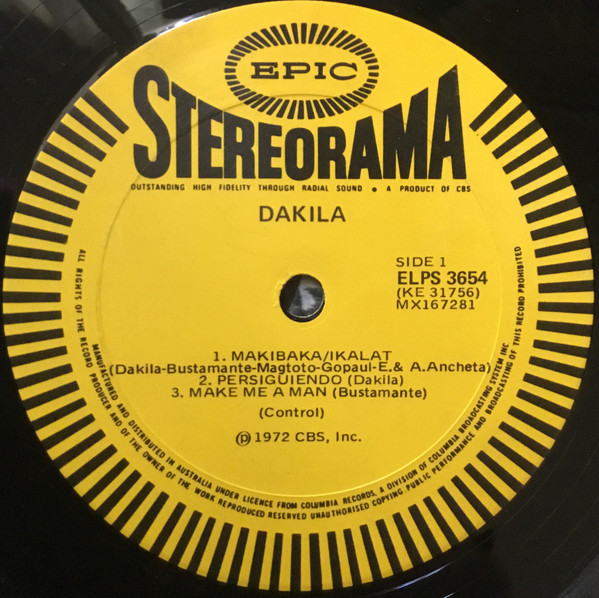 EPIC
STEREORAMA
OUTSTANDING HIGH FIDELITY THROUGH RADIAL SOUND • A PRODUCT OF CBS
DAKILA
SIDE 1
ELPS 3654
(KE 31756)
MX167281
1. MAKIBAKA/IKALAT
(Dakila-Bustamante-Magtoto-Gopaul-E.& A.Ancheta)
2. PERSIGUIENDO (Dakila)
3. MAKE ME A MAN (Bustamante)
(Control)
℗ 1972 CBS, Inc.
MANUFACTURED AND DISTRIBUTED IN AUSTRALIA UNDER LICENCE FROM COLUMBIA RECORDS, A DIVISION OF COLUMBIA BROADCASTING SYSTEM INC
ALL RIGHTS OF THE RECORD PRODUCER AND OF THE OWNER OF THE WORK REPRODUCED RESERVED UNAUTHORISED COPYING PUBLIC PERFORMANCE AND BROADCASTING OF THIS RECORD PROHIBITED